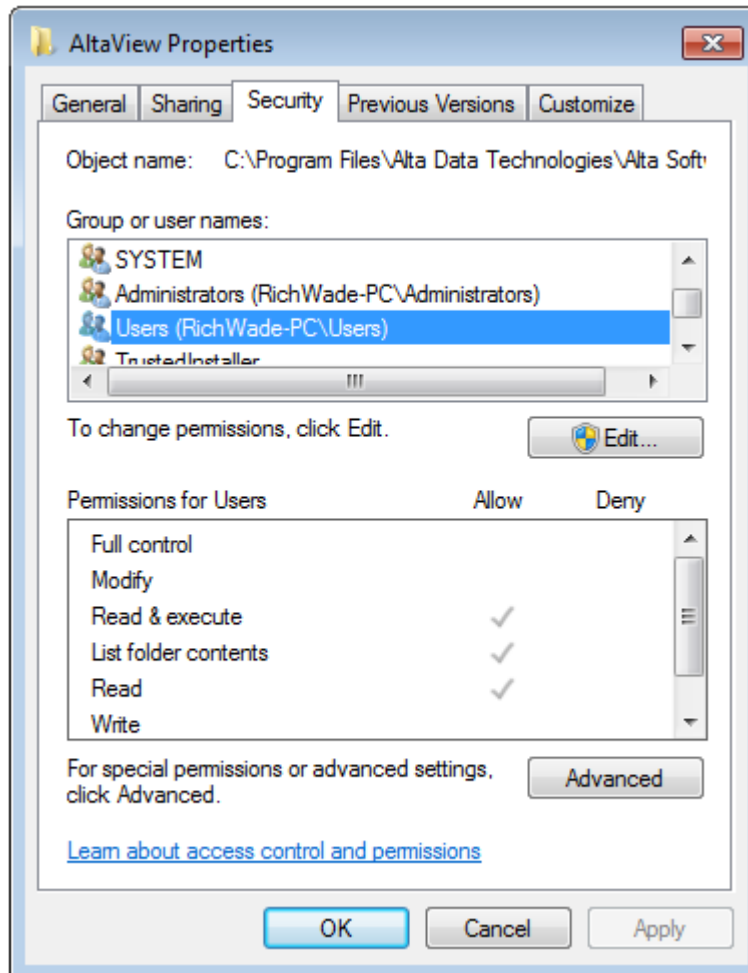 AltaView Properties
General Sharing Security Previous Versions Customize
Object name: C:\Program Files\Alta Data Technologies\Alta Soft
Group or user names:
SYSTEM
Administrators (RichWade-PC\Administrators)
Users (RichWade-PC\Users)
TrustedInstaller
To change permissions, click Edit.
Edit...
Permissions for Users Allow Deny
Full control
Modify
Read & execute
List folder contents
Read
Write
For special permissions or advanced settings,
click Advanced.
Advanced
Learn about access control and permissions
OK Cancel Apply